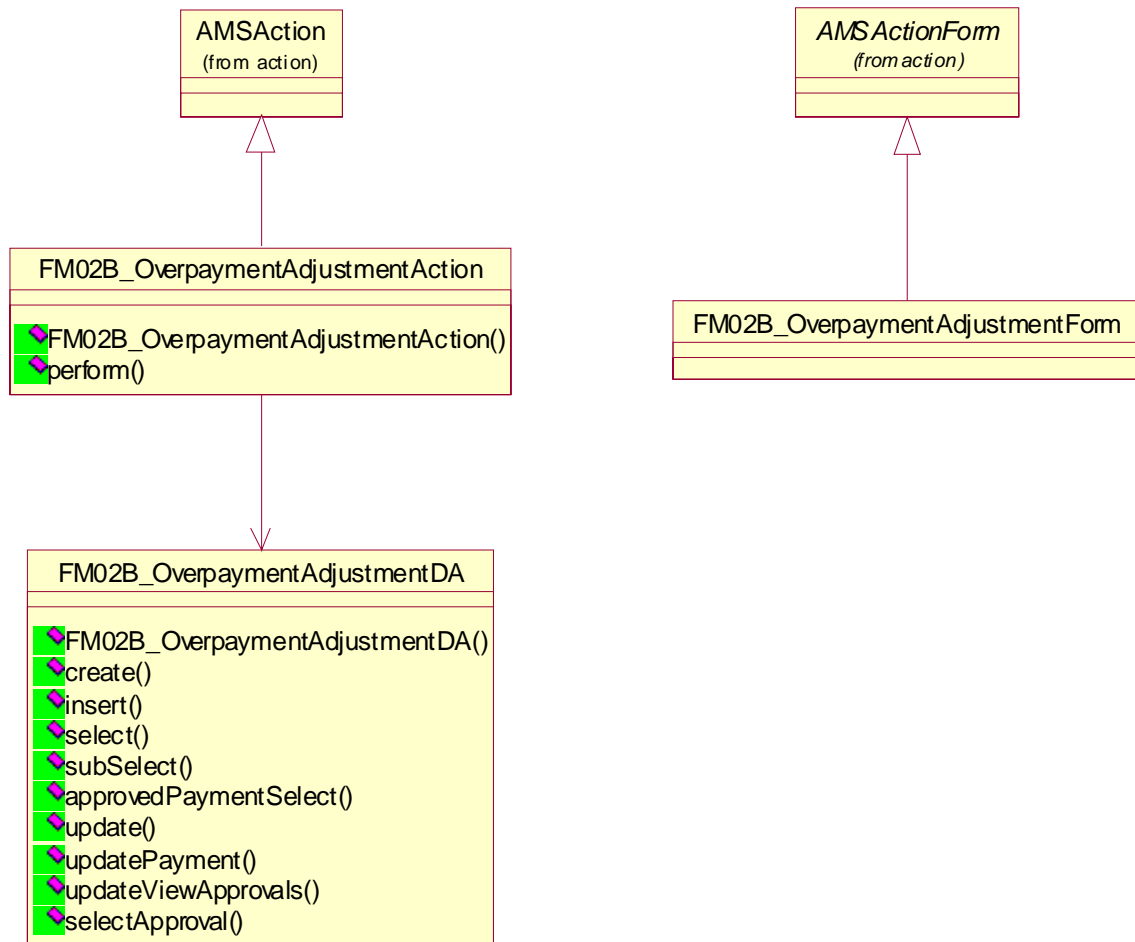 AMSAction
(from action)
AMSActionForm
(from action)
FM02B_OverpaymentAdjustmentAction
FM02B_OverpaymentAdjustmentAction()
perform()
FM02B_OverpaymentAdjustmentForm
FM02B_OverpaymentAdjustmentDA
FM02B_OverpaymentAdjustmentDA()
create()
insert()
select()
subSelect()
approvedPaymentSelect()
update()
updatePayment()
updateViewApprovals()
selectApproval()